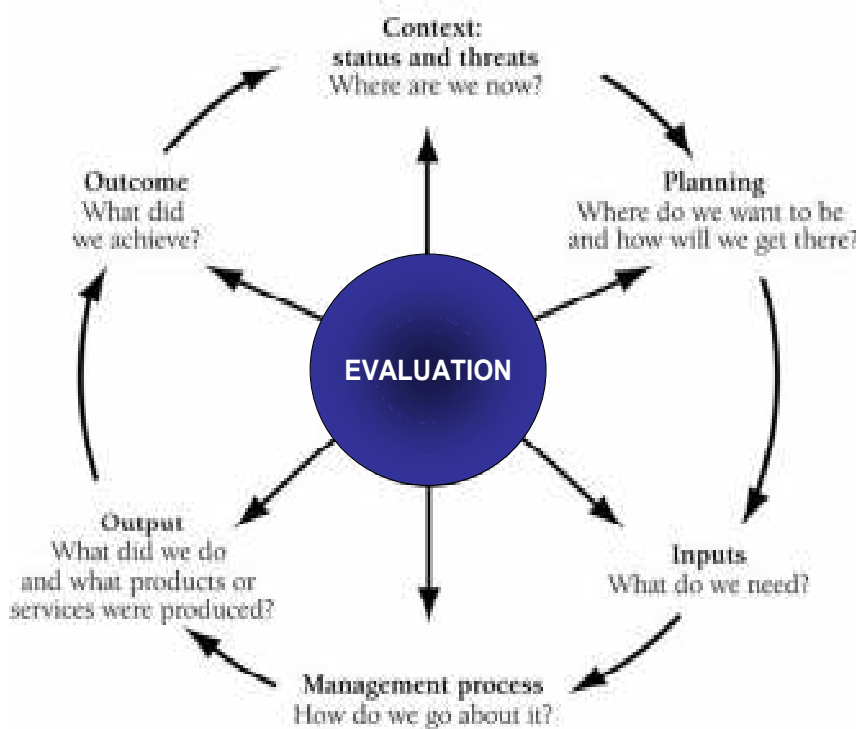 Context:
status and threats
Where are we now?
Planning
Where do we want to be
and how will we get there?
Inputs
What do we need?
Management process
How do we go about it?
Output
What did we do
and what products or
services were produced?
Outcome
What did
we achieve?
EVALUATION